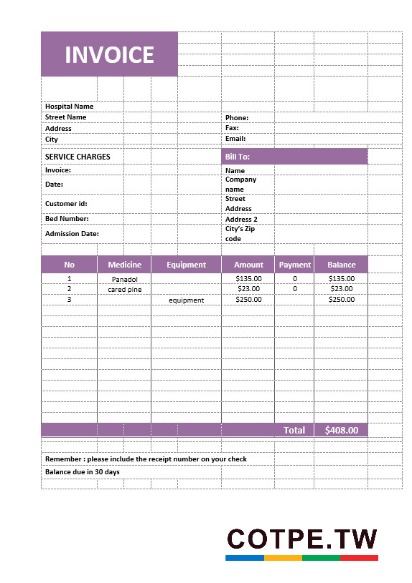 INVOICE
Hospital Name
Street Name
Address
City
Phone:
Fax:
Email:
SERVICE CHARGES
Bill To:
Invoice:
Date:
Customer id:
Bed Number:
Admission Date:
Name
Company
name
Street
Address
Address 2
City's Zip
code
No Medicine Equipment Amount Payment Balance
1 Panadol $135.00 0 $135.00
2 cared pine $23.00 0 $23.00
3 equipment $250.00 $250.00
Total $408.00
Remember : please include the receipt number on your check
Balance due in 30 days
COTPE.TW